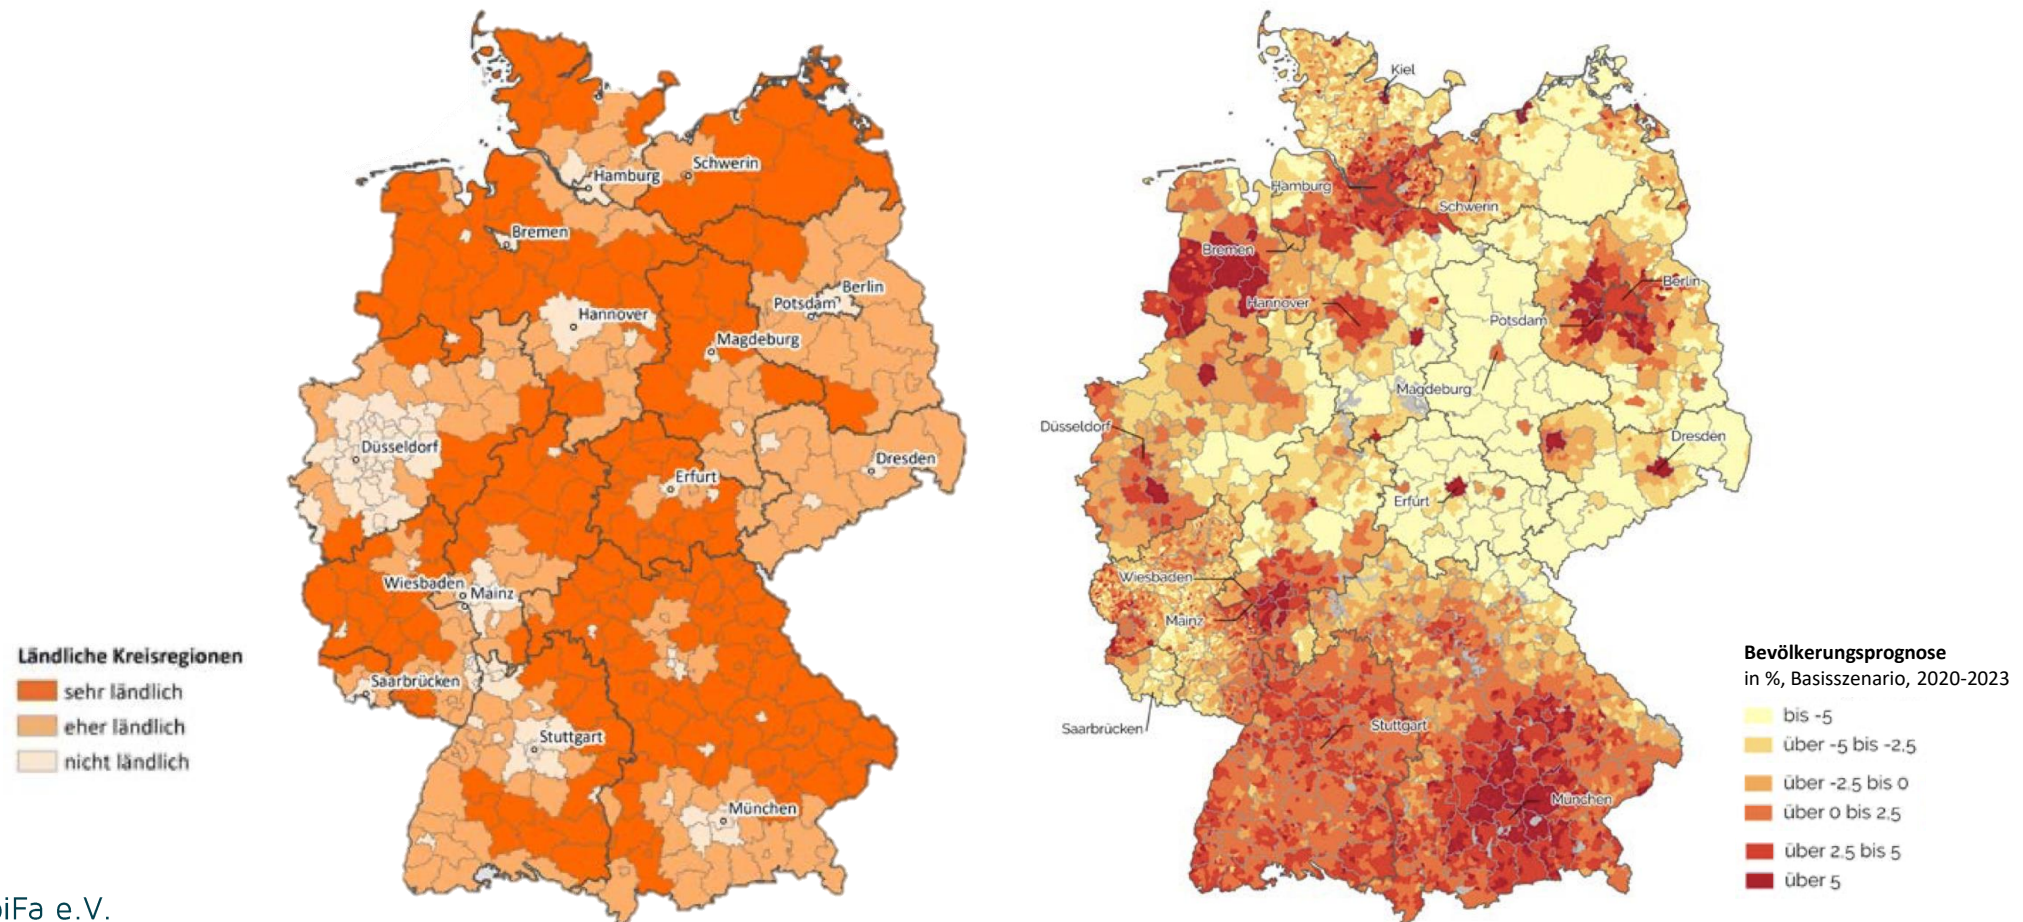 Schwerin
Hamburg
Bremen
Berlin
Potsdam
Hannover
Magdeburg
Düsseldorf
Erfurt
Dresden
Wiesbaden
Mainz
Saarbrücken
Stuttgart
München
Ländliche Kreisregionen
sehr ländlich
eher ländlich
nicht ländlich
Kiel
Hamburg
Schwerin
Bremen
Berlin
Hannover
Potsdam
Magdeburg
Düsseldorf
Dresden
Erfurt
Wiesbaden
Mainz
Saarbrücken
Stuttgart
München
Bevölkerungsprognose
in %, Basisszenario, 2020-2023
bis -5
über -5 bis -2.5
über -2.5 bis 0
über 0 bis 2.5
über 2.5 bis 5
über 5
e.V.